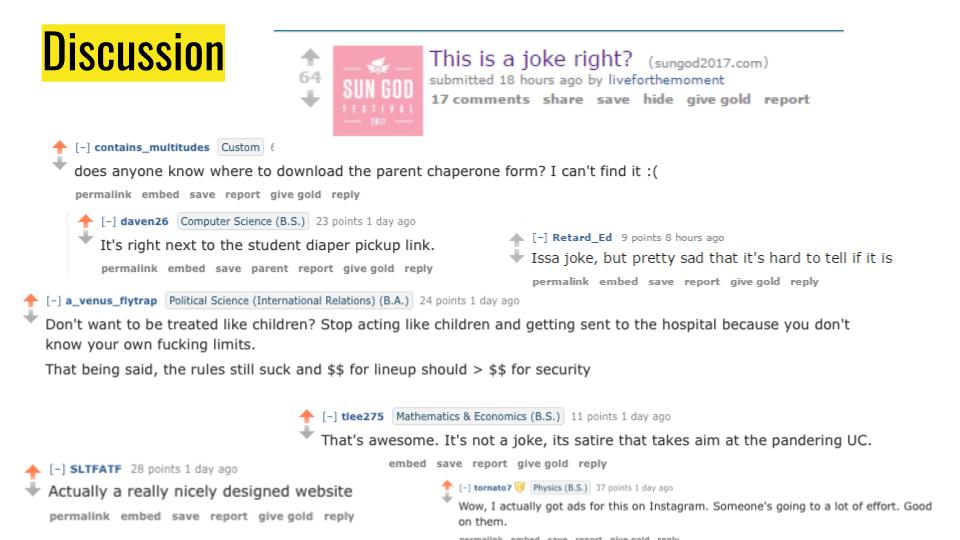 Discussion
64
SUN GOD
FESTIVAL
2017
This is a joke right? (sungod2017.com)
submitted 18 hours ago by liveforthemoment
17 comments share save hide give gold report
[–] contains_multitudes Custom
does anyone know where to download the parent chaperone form? I can't find it :(
permalink embed save report give gold reply
[–] daven26 Computer Science (B.S.) 23 points 1 day ago
It's right next to the student diaper pickup link.
permalink embed save parent report give gold reply
[–] Retard_Ed 9 points 8 hours ago
Issa joke, but pretty sad that it's hard to tell if it is
permalink embed save report give gold reply
[–] a_venus_flytrap Political Science (International Relations) (B.A.) 24 points 1 day ago
Don't want to be treated like children? Stop acting like children and getting sent to the hospital because you don't
know your own fucking limits.
That being said, the rules still suck and $$ for lineup should > $$ for security
[–] tlee275 Mathematics & Economics (B.S.) 11 points 1 day ago
That's awesome. It's not a joke, its satire that takes aim at the pandering UC.
embed save report give gold reply
[–] SLTFATF 28 points 1 day ago
Actually a really nicely designed website
permalink embed save report give gold reply
[–] tornato7 Physics (B.S.) 37 points 1 day ago
Wow, I actually got ads for this on Instagram. Someone's going to a lot of effort. Good
on them.
permalink embed save report give gold reply